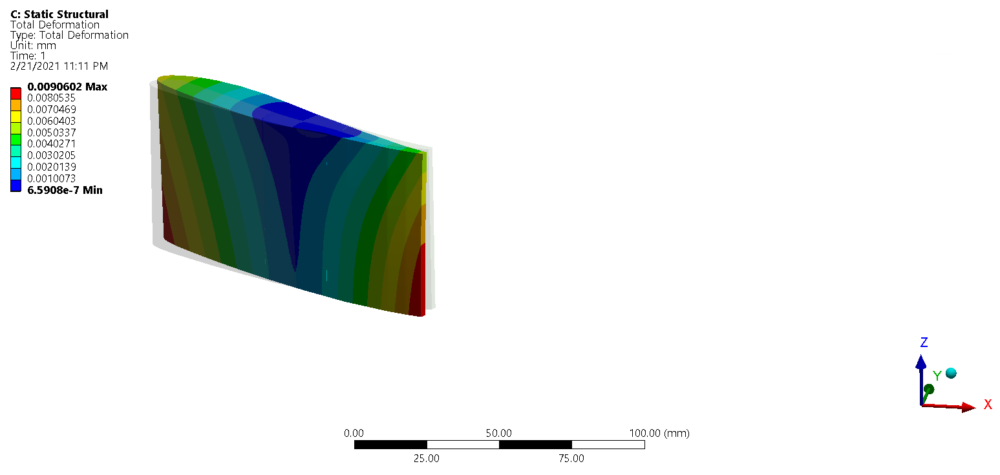 C: Static Structural
Total Deformation
Type: Total Deformation
Unit: mm
Time: 1
2/21/2021 11:11 PM
0.0090602 Max
0.0080535
0.0070469
0.0060403
0.0050337
0.0040271
0.0030205
0.0020139
0.0010073
6.5908e-7 Min
Z
Y
X
0.00 50.00 100.00 (mm)
25.00 75.00